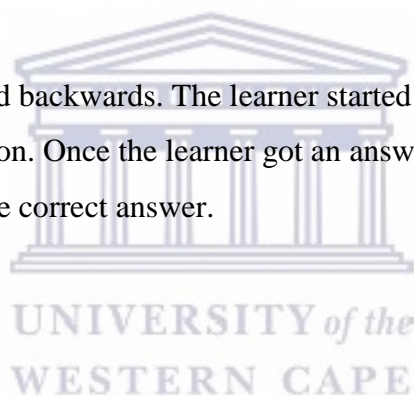 d backwards. The learner started
on. Once the learner got an answ
e correct answer.
UNIVERSITY of the
WESTERN CAPE